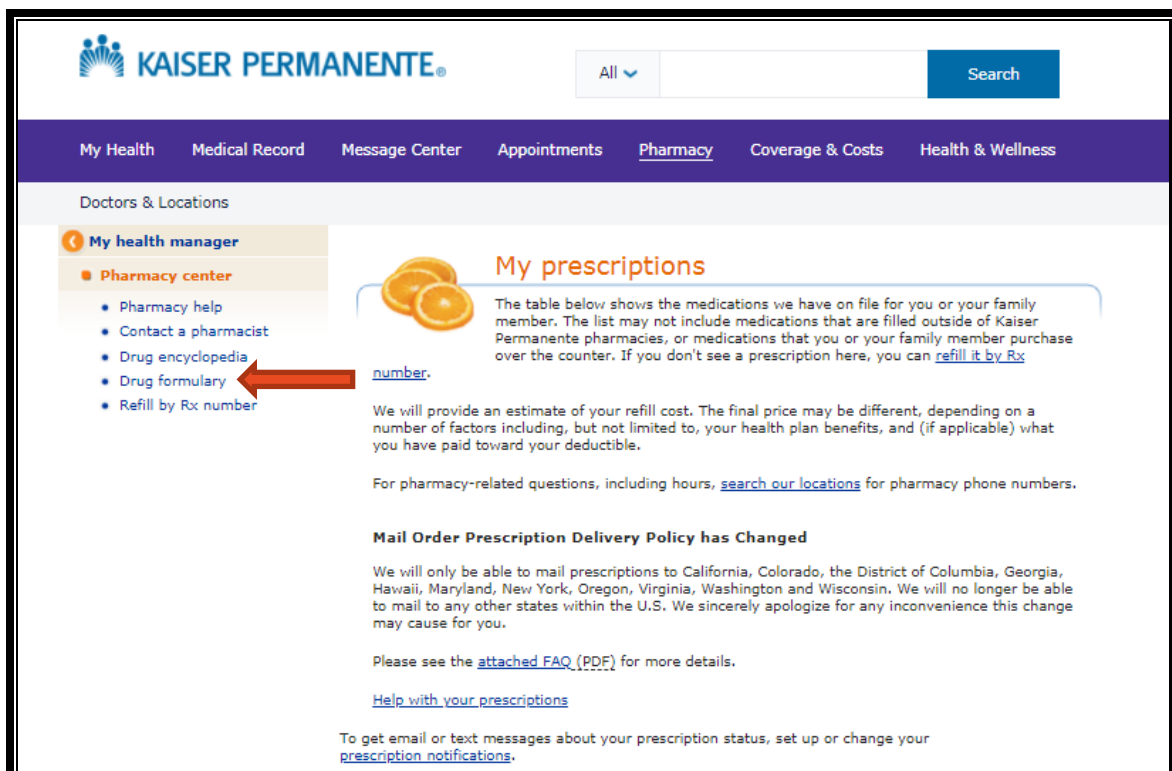 KAISER PERMANENTE®
All
Search
My Health Medical Record Message Center Appointments Pharmacy Coverage & Costs Health & Wellness
Doctors & Locations
My health manager
Pharmacy center
• Pharmacy help
• Contact a pharmacist
• Drug encyclopedia
• Drug formulary
• Refill by Rx number
My prescriptions
The table below shows the medications we have on file for you or your family
member. The list may not include medications that are filled outside of Kaiser
Permanente pharmacies, or medications that you or your family member purchase
over the counter. If you don't see a prescription here, you can refill it by Rx
number.
We will provide an estimate of your refill cost. The final price may be different, depending on a
number of factors including, but not limited to, your health plan benefits, and (if applicable) what
you have paid toward your deductible.
For pharmacy-related questions, including hours, search our locations for pharmacy phone numbers.
Mail Order Prescription Delivery Policy has Changed
We will only be able to mail prescriptions to California, Colorado, the District of Columbia, Georgia,
Hawaii, Maryland, New York, Oregon, Virginia, Washington and Wisconsin. We will no longer be able
to mail to any other states within the U.S. We sincerely apologize for any inconvenience this change
may cause for you.
Please see the attached FAQ (PDF) for more details.
Help with your prescriptions
To get email or text messages about your prescription status, set up or change your
prescription notifications.